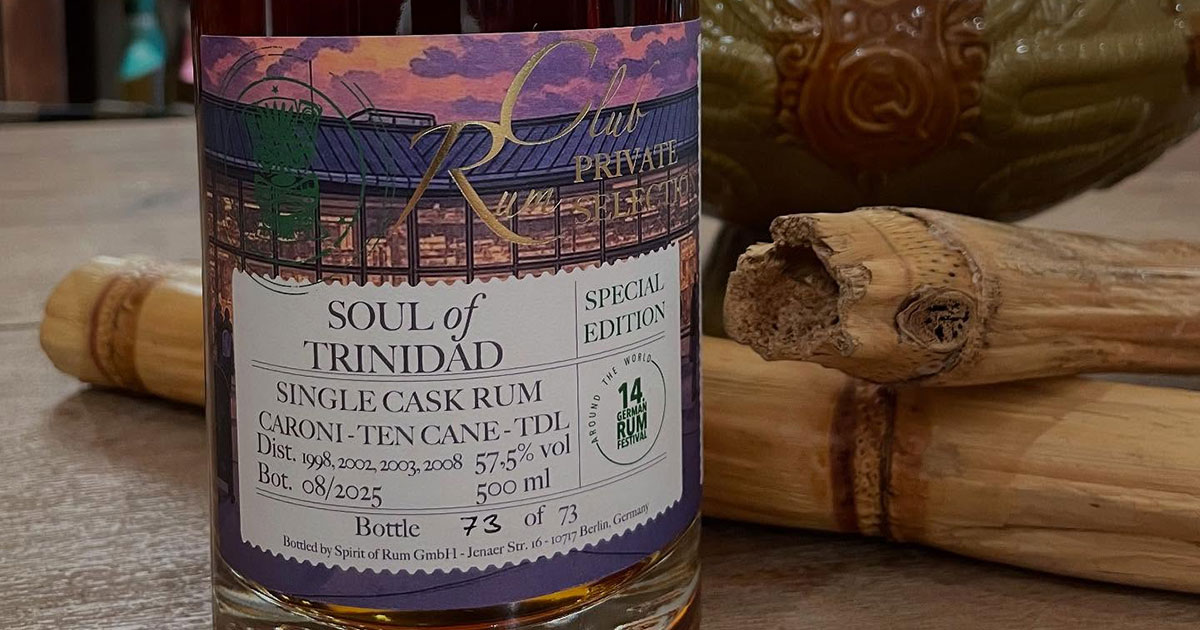 Rum Club
PRIVATE
SELECTION
SOUL of
TRINIDAD
SPECIAL
EDITION
SINGLE CASK RUM
CARONI - TEN CANE - TDL
Dist. 1998, 2002, 2003, 2008 57,5% vol
Bot. 08/2025 500 ml
AROUND THE WORLD
14.
GERMAN
RUM
FESTIVAL
Bottle 73 of 73
Bottled by Spirit of Rum GmbH - Jenaer Str. 16 - 10717 Berlin, Germany